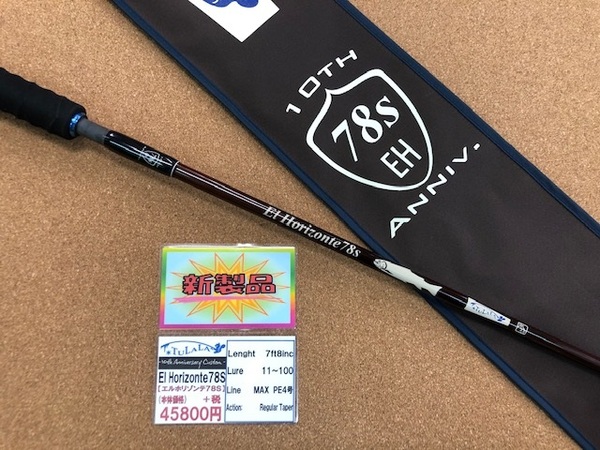 10TH
78s
EH
ANNIV.
El Horizonte78s
新製品
TULALA
10th Anniversary Custom
El Horizonte78S
【エルホリゾンテ78S】
(本体価格) +税
45800円
Lenght 7ft8inc
Lure 11~100
Line MAX PE4号
Action: Regular Taper
TULALA